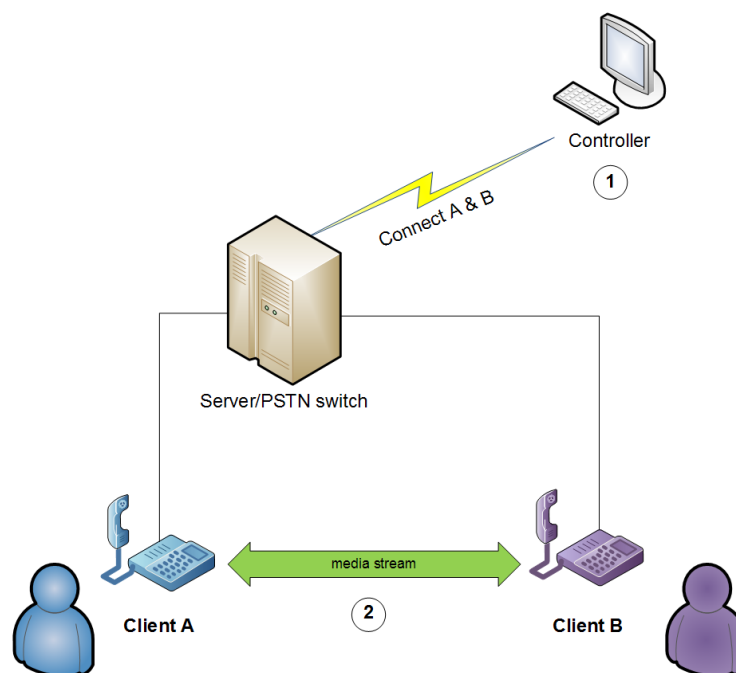 Controller
1
Connect A & B
Server/PSTN switch
media stream
2
Client A
Client B